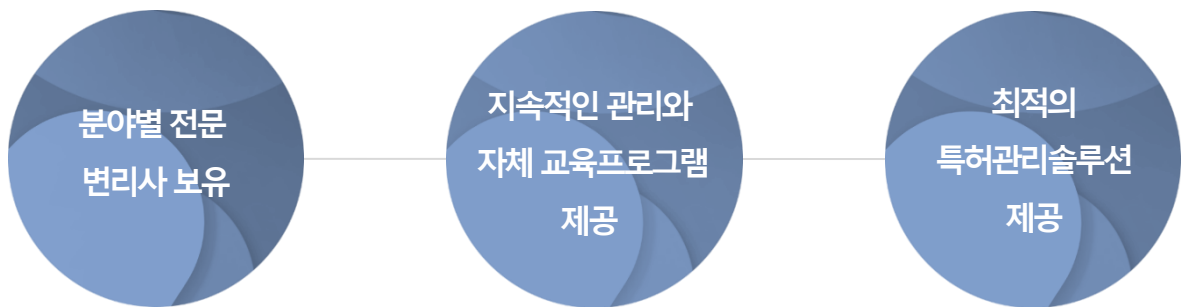 분야별 전문
변리사 보유
지속적인 관리와
자체 교육프로그램
제공
최적의
특허관리솔루션
제공